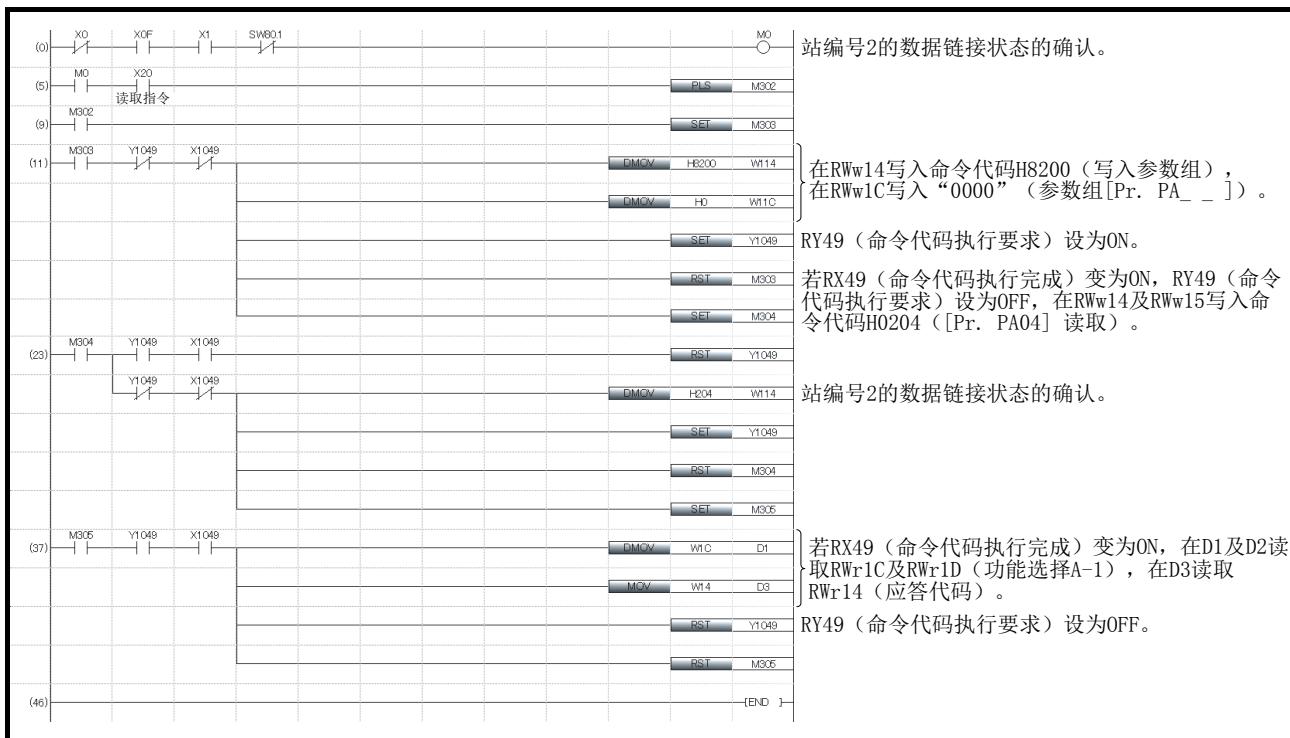 X0 X0F X1 SW80.1 M0
(0) 站编号2的数据链接状态的确认。
M0 X20
(5) PLS M302
读取指令
M302
(9) SET M303
M303 Y1049 X1049
(11) DMOV H8200 W114
在RWw14写入命令代码H8200（写入参数组），
在RWw1C写入“0000”（参数组[Pr. PA_ _ ]）。
DMOV H0 W11C
SET Y1049 RY49（命令代码执行要求）设为ON。
RST M303 若RX49（命令代码执行完成）变为ON，RY49（命令
代码执行要求）设为OFF，在RWw14及RWw15写入命
SET M304 令代码H0204（[Pr. PA04] 读取）。
M304 Y1049 X1049
(23) RST Y1049
Y1049 X1049
DMOV H204 W114 站编号2的数据链接状态的确认。
SET Y1049
RST M304
SET M305
M305 Y1049 X1049
(37) DMOV W1C D1 若RX49（命令代码执行完成）变为ON，在D1及D2读
取RWr1C及RWr1D（功能选择A-1），在D3读取
MOV W14 D3 RWr14（应答代码）。
RST Y1049 RY49（命令代码执行要求）设为OFF。
RST M305
(46) [END ]